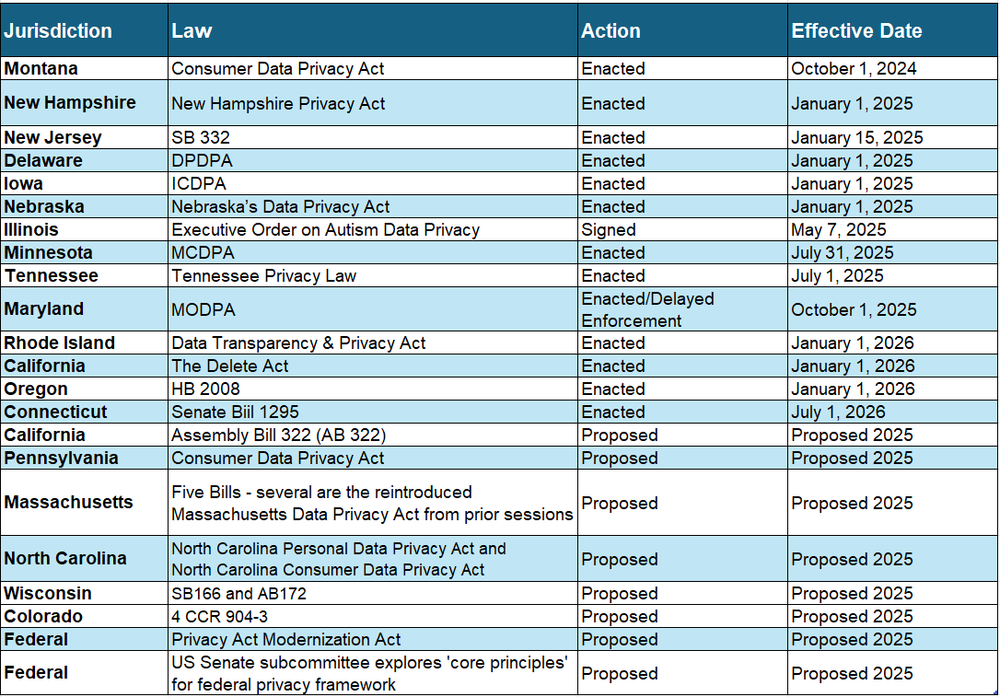 Jurisdiction Law Action Effective Date
Montana Consumer Data Privacy Act Enacted October 1, 2024
New Hampshire New Hampshire Privacy Act Enacted January 1, 2025
New Jersey SB 332 Enacted January 15, 2025
Delaware DPDPA Enacted January 1, 2025
Iowa ICDPA Enacted January 1, 2025
Nebraska Nebraska’s Data Privacy Act Enacted January 1, 2025
Illinois Executive Order on Autism Data Privacy Signed May 7, 2025
Minnesota MCDPA Enacted July 31, 2025
Tennessee Tennessee Privacy Law Enacted July 1, 2025
Maryland MODPA Enacted/Delayed
Enforcement October 1, 2025
Rhode Island Data Transparency & Privacy Act Enacted January 1, 2026
California The Delete Act Enacted January 1, 2026
Oregon HB 2008 Enacted January 1, 2026
Connecticut Senate Biil 1295 Enacted July 1, 2026
California Assembly Bill 322 (AB 322) Proposed Proposed 2025
Pennsylvania Consumer Data Privacy Act Proposed Proposed 2025
Massachusetts Five Bills - several are the reintroduced
Massachusetts Data Privacy Act from prior sessions Proposed Proposed 2025
North Carolina North Carolina Personal Data Privacy Act and
North Carolina Consumer Data Privacy Act Proposed Proposed 2025
Wisconsin SB166 and AB172 Proposed Proposed 2025
Colorado 4 CCR 904-3 Proposed Proposed 2025
Federal Privacy Act Modernization Act Proposed Proposed 2025
Federal US Senate subcommittee explores 'core principles'
for federal privacy framework Proposed Proposed 2025